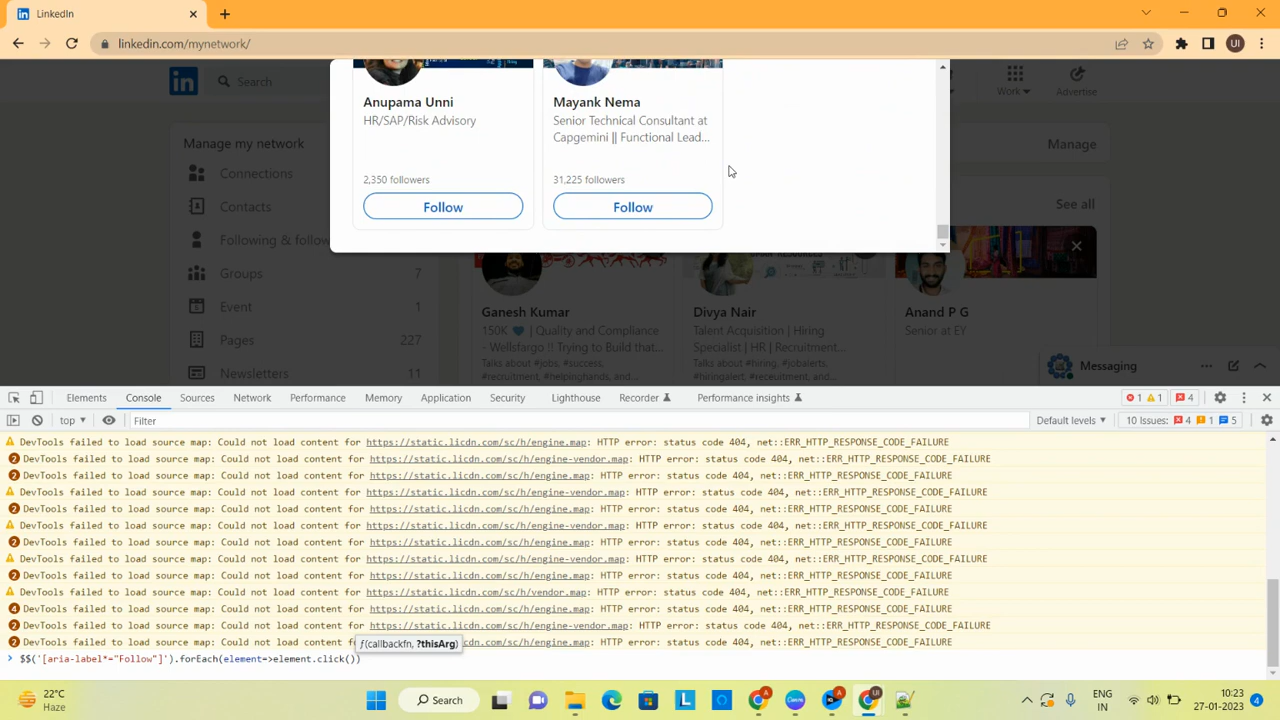 LinkedIn
linkedin.com/mynetwork/
UI
in
Search
Work
Advertise
Manage my network
Connections
Contacts
Following & follow
Groups
7
Event
1
Pages
227
Newsletters
11
Anupama Unni
HR/SAP/Risk Advisory
2,350 followers
Follow
Mayank Nema
Senior Technical Consultant at
Capgemini || Functional Lead...
31,225 followers
Follow
Manage
See all
Ganesh Kumar
150K 💙 | Quality and Compliance
- Wellsfargo !! Trying to Build that...
Talks about #jobs, #success,
#recruitment, #helpinghands, and...
Divya Nair
Talent Acquisition | Hiring
Specialist | HR | Recruitment...
Talks about #hiring, #jobalerts,
#hiringalert, #receuitment, and...
Anand P G
Senior at EY
Messaging
Elements Console Sources Network Performance Memory Application Security Lighthouse Recorder Performance insights 1 1 4
top Filter Default levels 10 Issues: 4 1 5
DevTools failed to load source map: Could not load content for https://static.licdn.com/sc/h/engine.map: HTTP error: status code 404, net::ERR_HTTP_RESPONSE_CODE_FAILURE
2 DevTools failed to load source map: Could not load content for https://static.licdn.com/sc/h/engine-vendor.map: HTTP error: status code 404, net::ERR_HTTP_RESPONSE_CODE_FAILURE
2 DevTools failed to load source map: Could not load content for https://static.licdn.com/sc/h/engine.map: HTTP error: status code 404, net::ERR_HTTP_RESPONSE_CODE_FAILURE
DevTools failed to load source map: Could not load content for https://static.licdn.com/sc/h/engine-vendor.map: HTTP error: status code 404, net::ERR_HTTP_RESPONSE_CODE_FAILURE
2 DevTools failed to load source map: Could not load content for https://static.licdn.com/sc/h/engine.map: HTTP error: status code 404, net::ERR_HTTP_RESPONSE_CODE_FAILURE
DevTools failed to load source map: Could not load content for https://static.licdn.com/sc/h/engine-vendor.map: HTTP error: status code 404, net::ERR_HTTP_RESPONSE_CODE_FAILURE
2 DevTools failed to load source map: Could not load content for https://static.licdn.com/sc/h/engine.map: HTTP error: status code 404, net::ERR_HTTP_RESPONSE_CODE_FAILURE
DevTools failed to load source map: Could not load content for https://static.licdn.com/sc/h/engine-vendor.map: HTTP error: status code 404, net::ERR_HTTP_RESPONSE_CODE_FAILURE
2 DevTools failed to load source map: Could not load content for https://static.licdn.com/sc/h/engine.map: HTTP error: status code 404, net::ERR_HTTP_RESPONSE_CODE_FAILURE
DevTools failed to load source map: Could not load content for https://static.licdn.com/sc/h/vendor.map: HTTP error: status code 404, net::ERR_HTTP_RESPONSE_CODE_FAILURE
4 DevTools failed to load source map: Could not load content for https://static.licdn.com/sc/h/engine.map: HTTP error: status code 404, net::ERR_HTTP_RESPONSE_CODE_FAILURE
2 DevTools failed to load source map: Could not load content for https://static.licdn.com/sc/h/engine-vendor.map: HTTP error: status code 404, net::ERR_HTTP_RESPONSE_CODE_FAILURE
2 DevTools failed to load source map: Could not load content f cdn.com/sc/h/engine.map: HTTP error: status code 404, net::ERR_HTTP_RESPONSE_CODE_FAILURE
ƒ(callbackfn, ?thisArg)
> $$('[aria-label*="Follow"]').forEach(element=>element.click())
22°C
Haze
Search
ENG
IN
10:23
27-01-2023
4